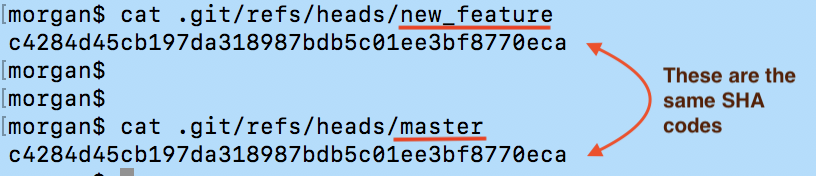 [morgan$ cat .git/refs/heads/new_feature
c4284d45cb197da318987bdb5c01ee3bf8770eca
[morgan$
[morgan$
[morgan$ cat .git/refs/heads/master
c4284d45cb197da318987bdb5c01ee3bf8770eca
These are the
same SHA
codes